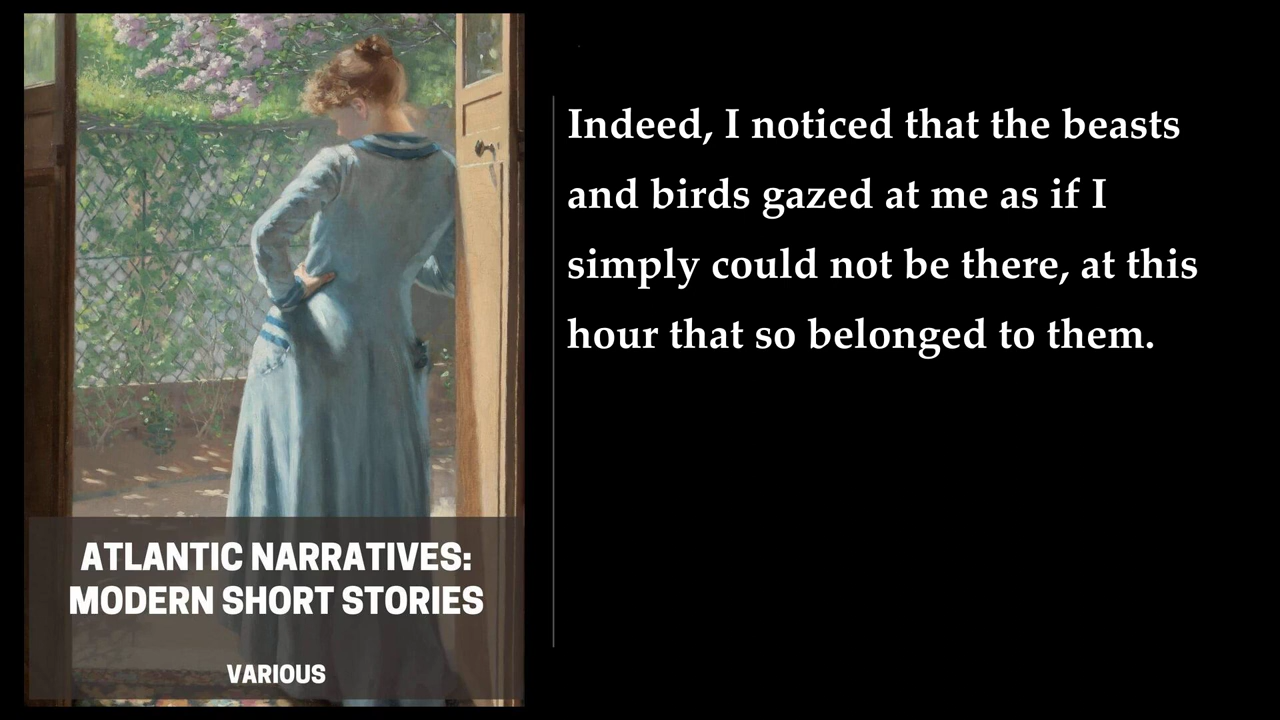 Indeed, I noticed that the beasts
and birds gazed at me as if I
simply could not be there, at this
hour that so belonged to them.
ATLANTIC NARRATIVES:
MODERN SHORT STORIES
VARIOUS